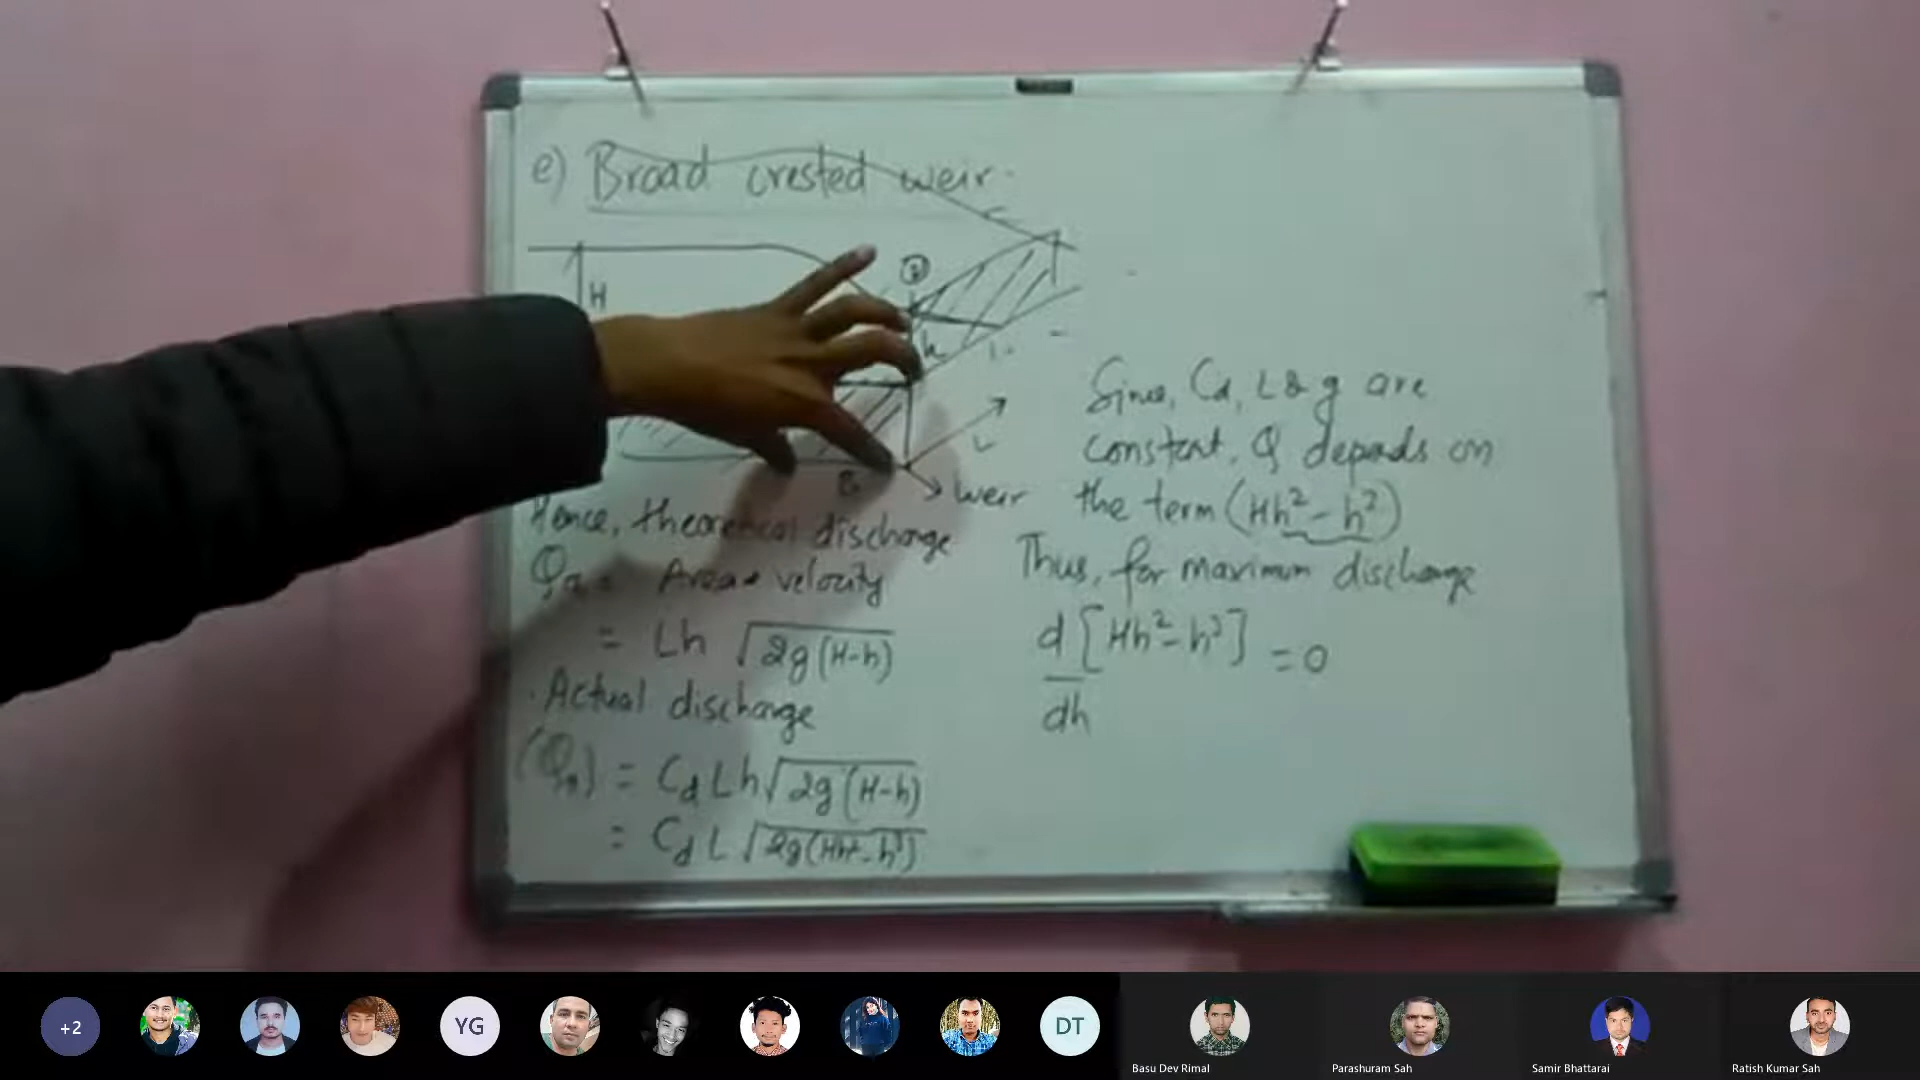 e) Broad crested weir.
H
2
h
L
B
weir
Hence, theoretical discharge
Area * velocity
= Lh √2g(H-h)
Actual discharge
= Cd Lh √2g(H-h)
= Cd L √2g(Hh²-h³)
Since, Cd, L & g are
constant, Q depends on
the term (Hh²-h³)
Thus, for maximum discharge
d [Hh²-h³] = 0
dh
+2
YG
DT
Basu Dev Rimal
Parashuram Sah
Samir Bhattarai
Ratish Kumar Sah